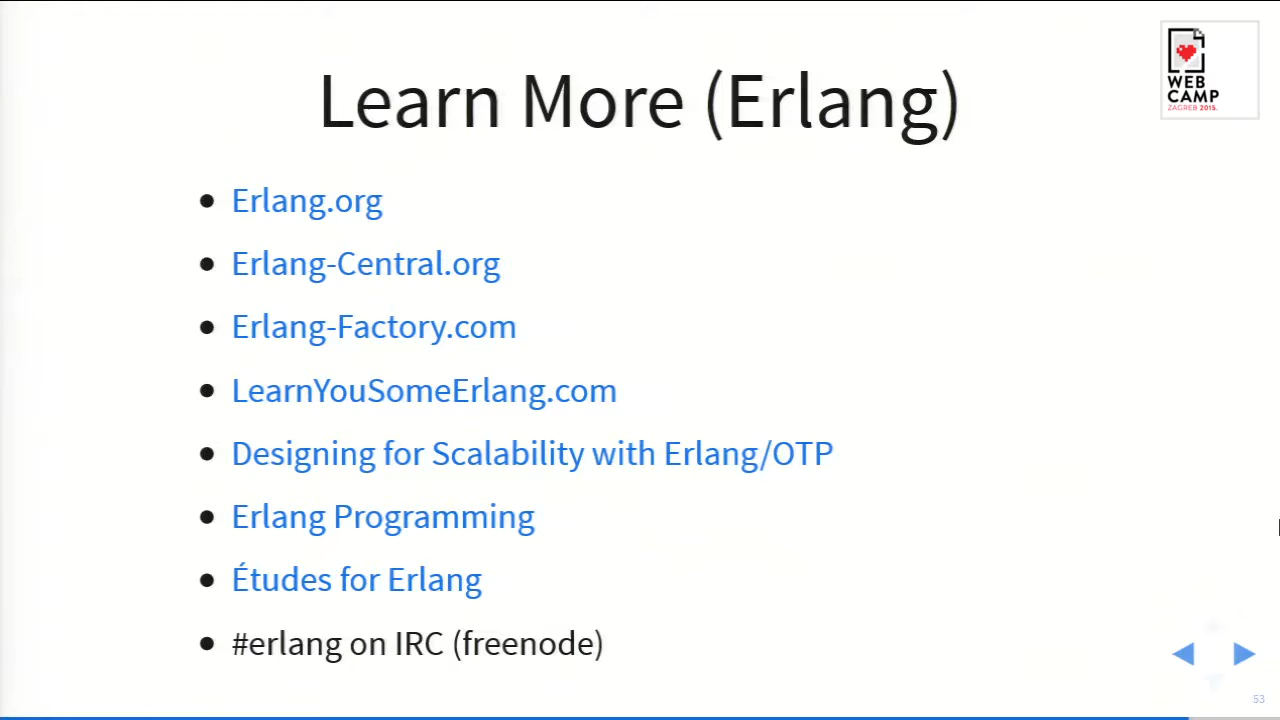 WEB
CAMP
ZAGREB 2015.
Learn More (Erlang)
Erlang.org
Erlang-Central.org
Erlang-Factory.com
LearnYouSomeErlang.com
Designing for Scalability with Erlang/OTP
Erlang Programming
Études for Erlang
#erlang on IRC (freenode)
53